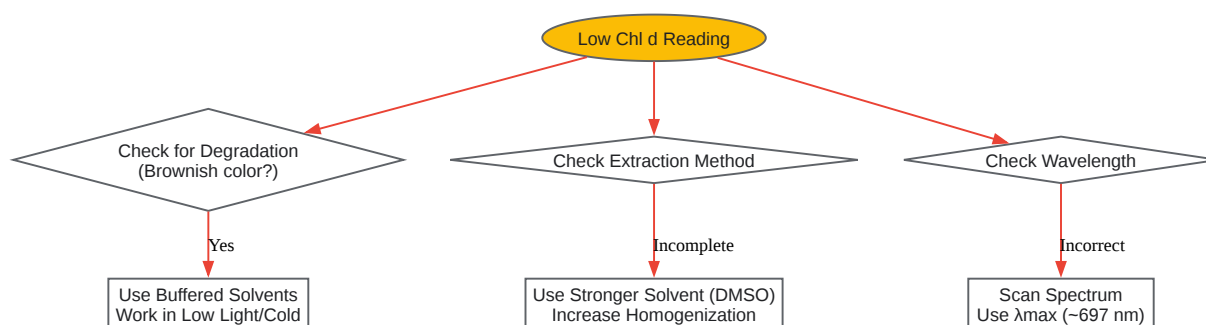 Low Chl d Reading
Check for Degradation
(Brownish color?)
Check Extraction Method
Check Wavelength
Yes
Incomplete
Incorrect
Use Buffered Solvents
Work in Low Light/Cold
Use Stronger Solvent (DMSO)
Increase Homogenization
Scan Spectrum
Use λmax (~697 nm)